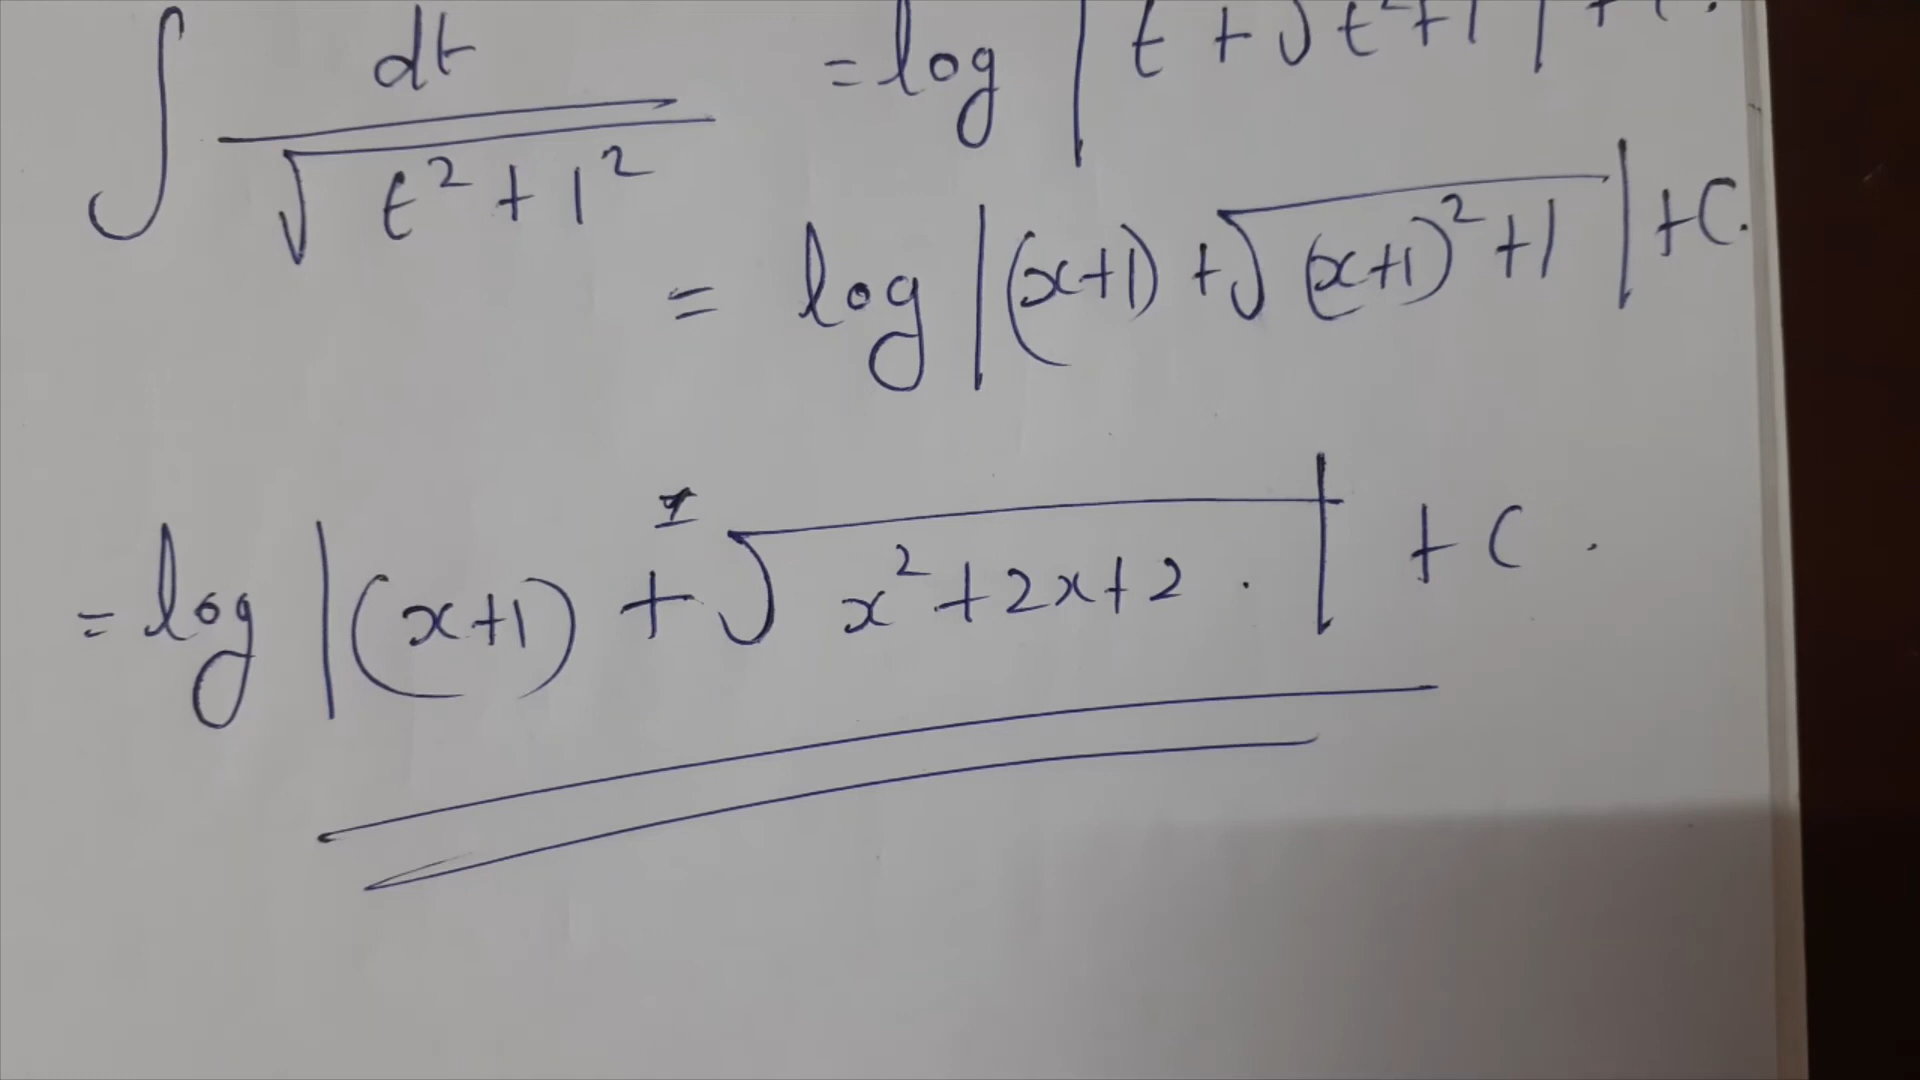 ∫ dt / √(t² + 1²) = log | t + √t²+1 | + C.
= log |(x+1) + √(x+1)² + 1 | + C.
= log |(x+1) + √x² + 2x + 2 . | + C .